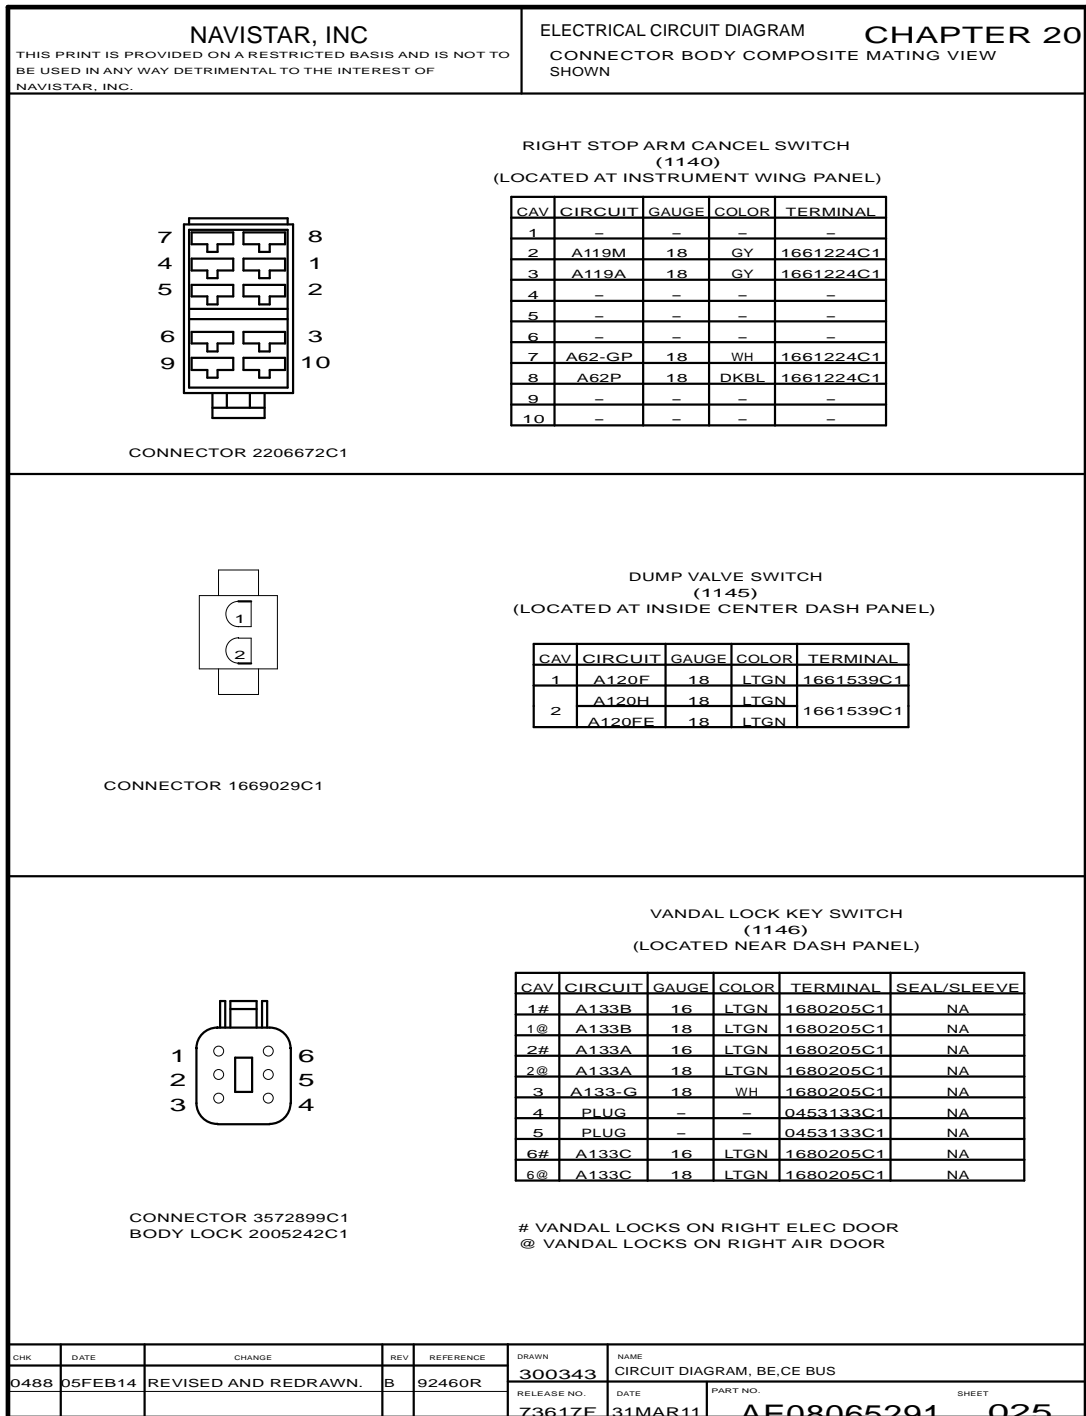 NAVISTAR, INC
THIS PRINT IS PROVIDED ON A RESTRICTED BASIS AND IS NOT TO
BE USED IN ANY WAY DETRIMENTAL TO THE INTEREST OF
NAVISTAR, INC.
ELECTRICAL CIRCUIT DIAGRAM CHAPTER 20
CONNECTOR BODY COMPOSITE MATING VIEW
SHOWN
RIGHT STOP ARM CANCEL SWITCH
(1140)
(LOCATED AT INSTRUMENT WING PANEL)
7 8
4 1
5 2
6 3
9 10
CONNECTOR 2206672C1
CAV CIRCUIT GAUGE COLOR TERMINAL
1 – – – –
2 A119M 18 GY 1661224C1
3 A119A 18 GY 1661224C1
4 – – – –
5 – – – –
6 – – – –
7 A62-GP 18 WH 1661224C1
8 A62P 18 DKBL 1661224C1
9 – – – –
10 – – – –
DUMP VALVE SWITCH
(1145)
(LOCATED AT INSIDE CENTER DASH PANEL)
1
2
CONNECTOR 1669029C1
CAV CIRCUIT GAUGE COLOR TERMINAL
1 A120F 18 LTGN 1661539C1
2 A120H 18 LTGN 1661539C1
A120FE 18 LTGN
VANDAL LOCK KEY SWITCH
(1146)
(LOCATED NEAR DASH PANEL)
1 6
2 5
3 4
CONNECTOR 3572899C1
BODY LOCK 2005242C1
CAV CIRCUIT GAUGE COLOR TERMINAL SEAL/SLEEVE
1# A133B 16 LTGN 1680205C1 NA
1@ A133B 18 LTGN 1680205C1 NA
2# A133A 16 LTGN 1680205C1 NA
2@ A133A 18 LTGN 1680205C1 NA
3 A133-G 18 WH 1680205C1 NA
4 PLUG – – 0453133C1 NA
5 PLUG – – 0453133C1 NA
6# A133C 16 LTGN 1680205C1 NA
6@ A133C 18 LTGN 1680205C1 NA
# VANDAL LOCKS ON RIGHT ELEC DOOR
@ VANDAL LOCKS ON RIGHT AIR DOOR
CHK DATE CHANGE REV REFERENCE
0488 05FEB14 REVISED AND REDRAWN. B 92460R
DRAWN NAME
300343 CIRCUIT DIAGRAM, BE,CE BUS
RELEASE NO. DATE PART NO. SHEET
73617F 31MAR11 AE08065291 025